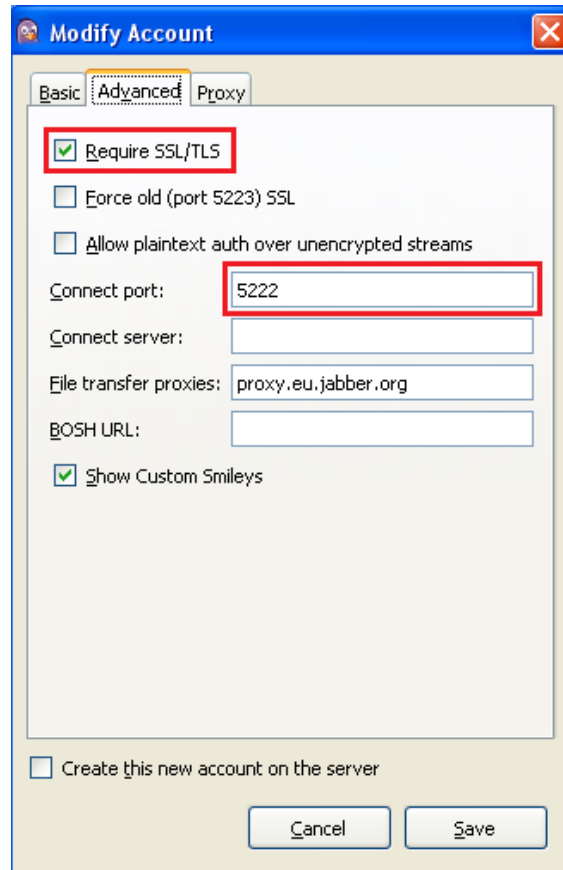 Modify Account
Basic Advanced Proxy
Require SSL/TLS
Force old (port 5223) SSL
Allow plaintext auth over unencrypted streams
Connect port: 5222
Connect server:
File transfer proxies: proxy.eu.jabber.org
BOSH URL:
Show Custom Smileys
Create this new account on the server
Cancel Save